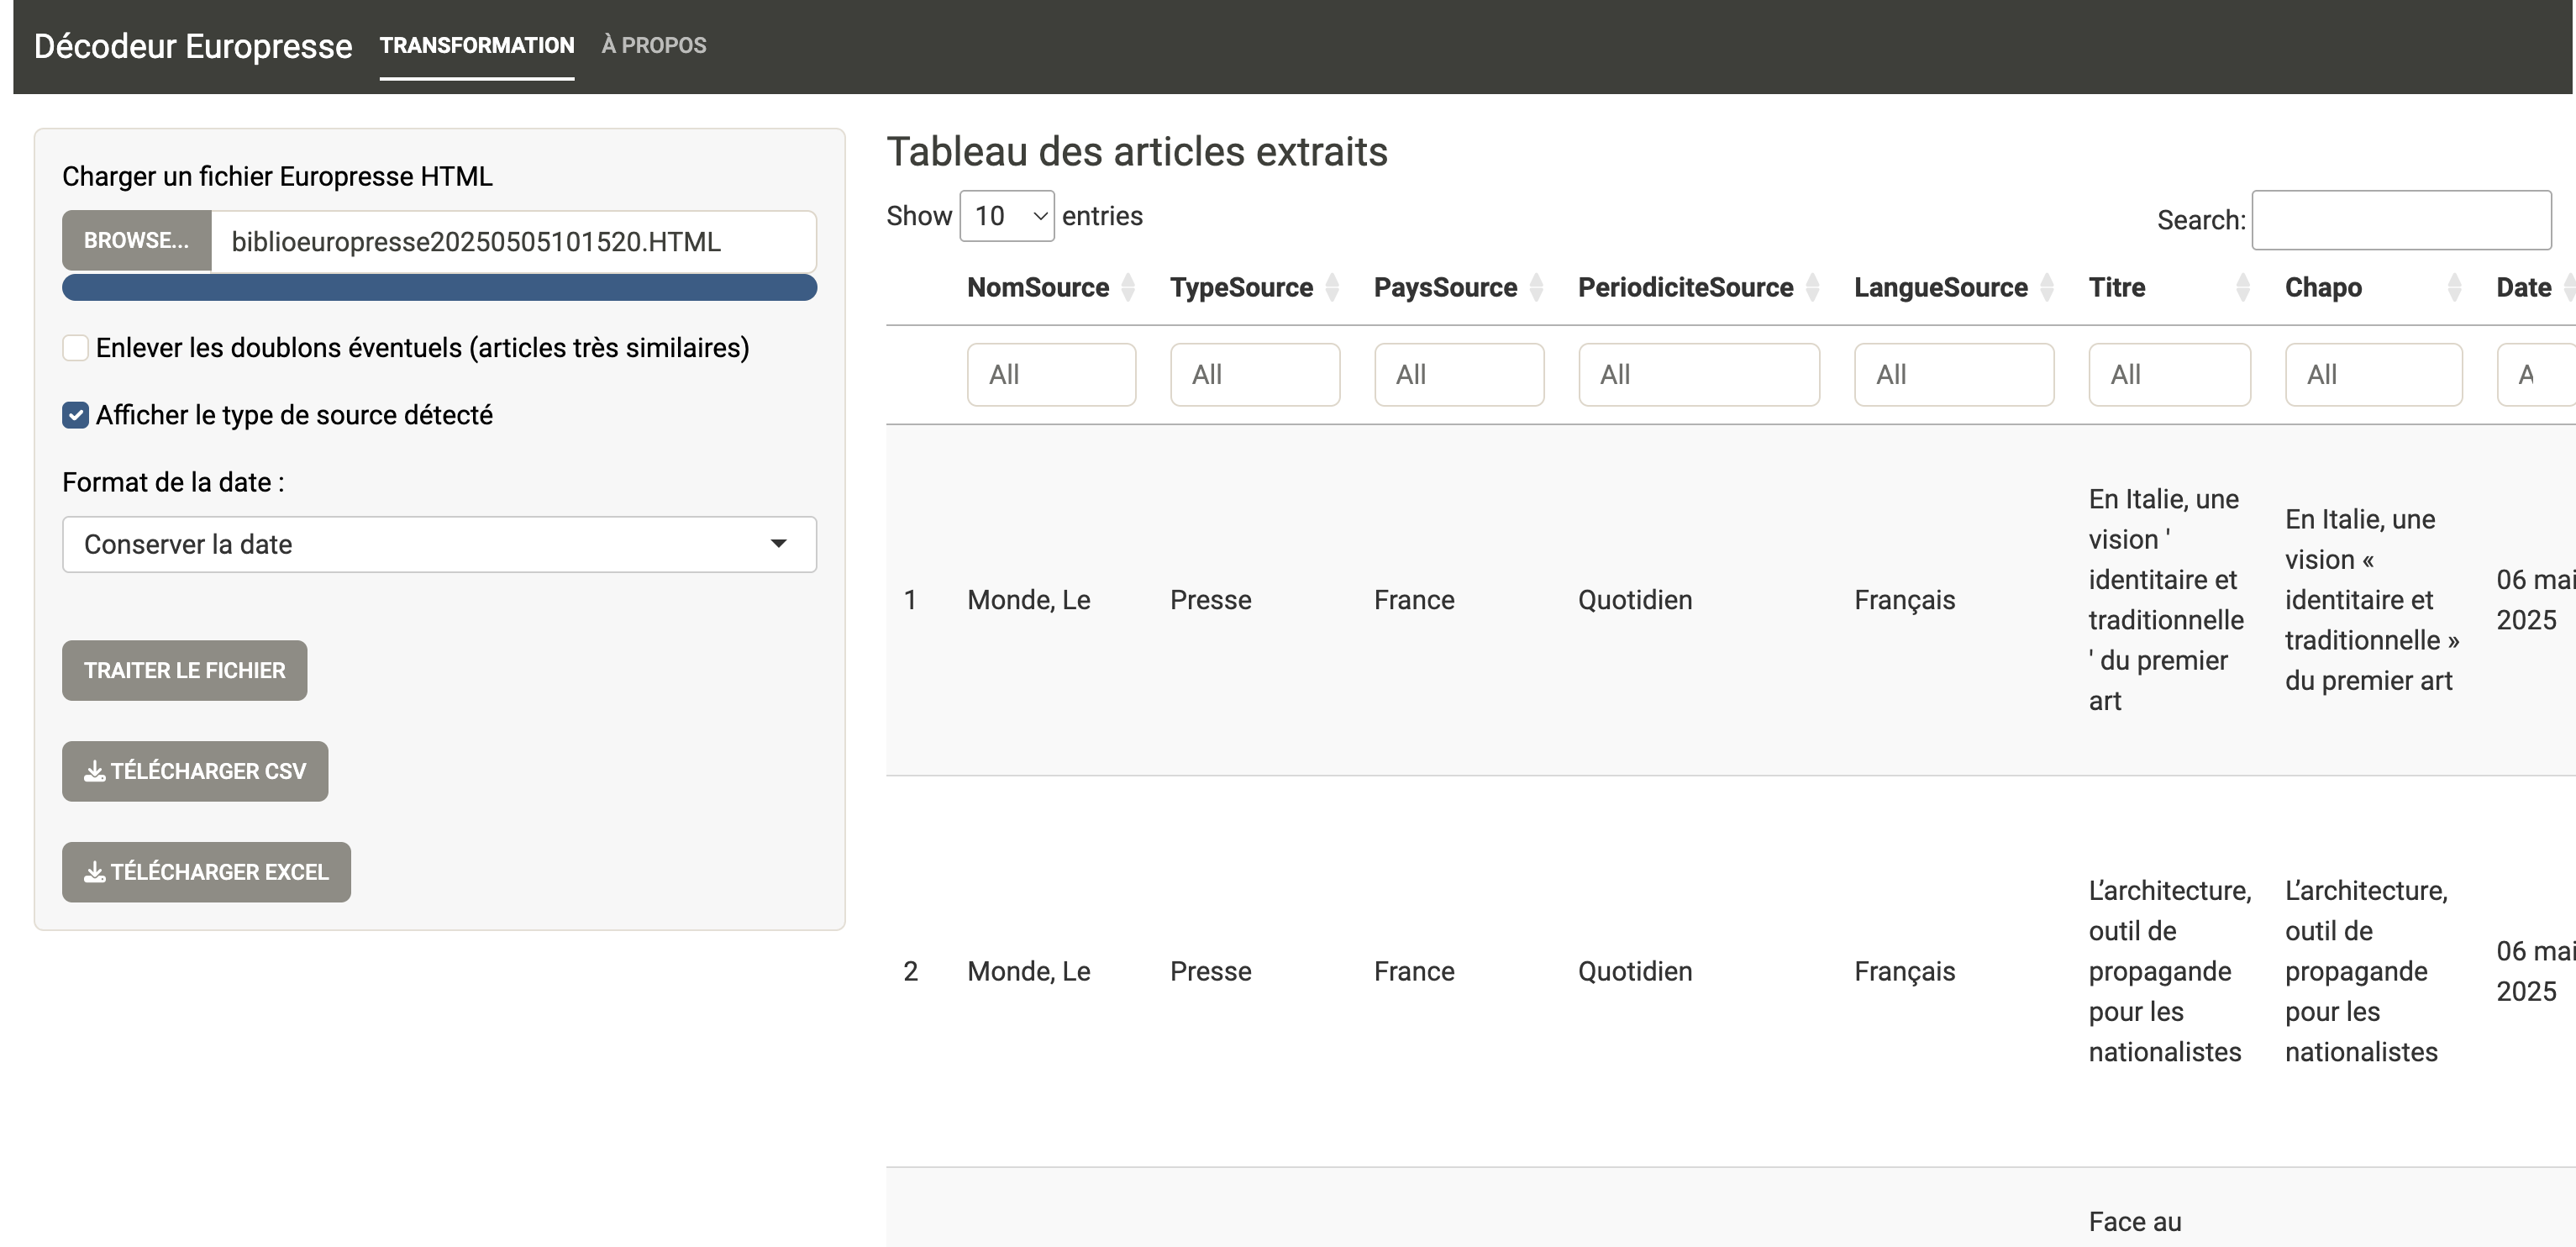 Décodeur Europresse TRANSFORMATION À PROPOS
Charger un fichier Europresse HTML
BROWSE... biblioeuropresse20250505101520.HTML
Enlever les doublons éventuels (articles très similaires)
Afficher le type de source détecté
Format de la date :
Conserver la date
TRAITER LE FICHIER
TÉLÉCHARGER CSV
TÉLÉCHARGER EXCEL
Tableau des articles extraits
Show 10 entries
Search:
NomSource TypeSource PaysSource PeriodiciteSource LangueSource Titre Chapo Date
All All All All All All All A
1 Monde, Le Presse France Quotidien Français
En Italie, une
vision '
identitaire et
traditionnelle
' du premier
art
En Italie, une
vision «
identitaire et
traditionnelle »
du premier art
06 mai
2025
2 Monde, Le Presse France Quotidien Français
L’architecture,
outil de
propagande
pour les
nationalistes
L’architecture,
outil de
propagande
pour les
nationalistes
06 mai
2025
Face au